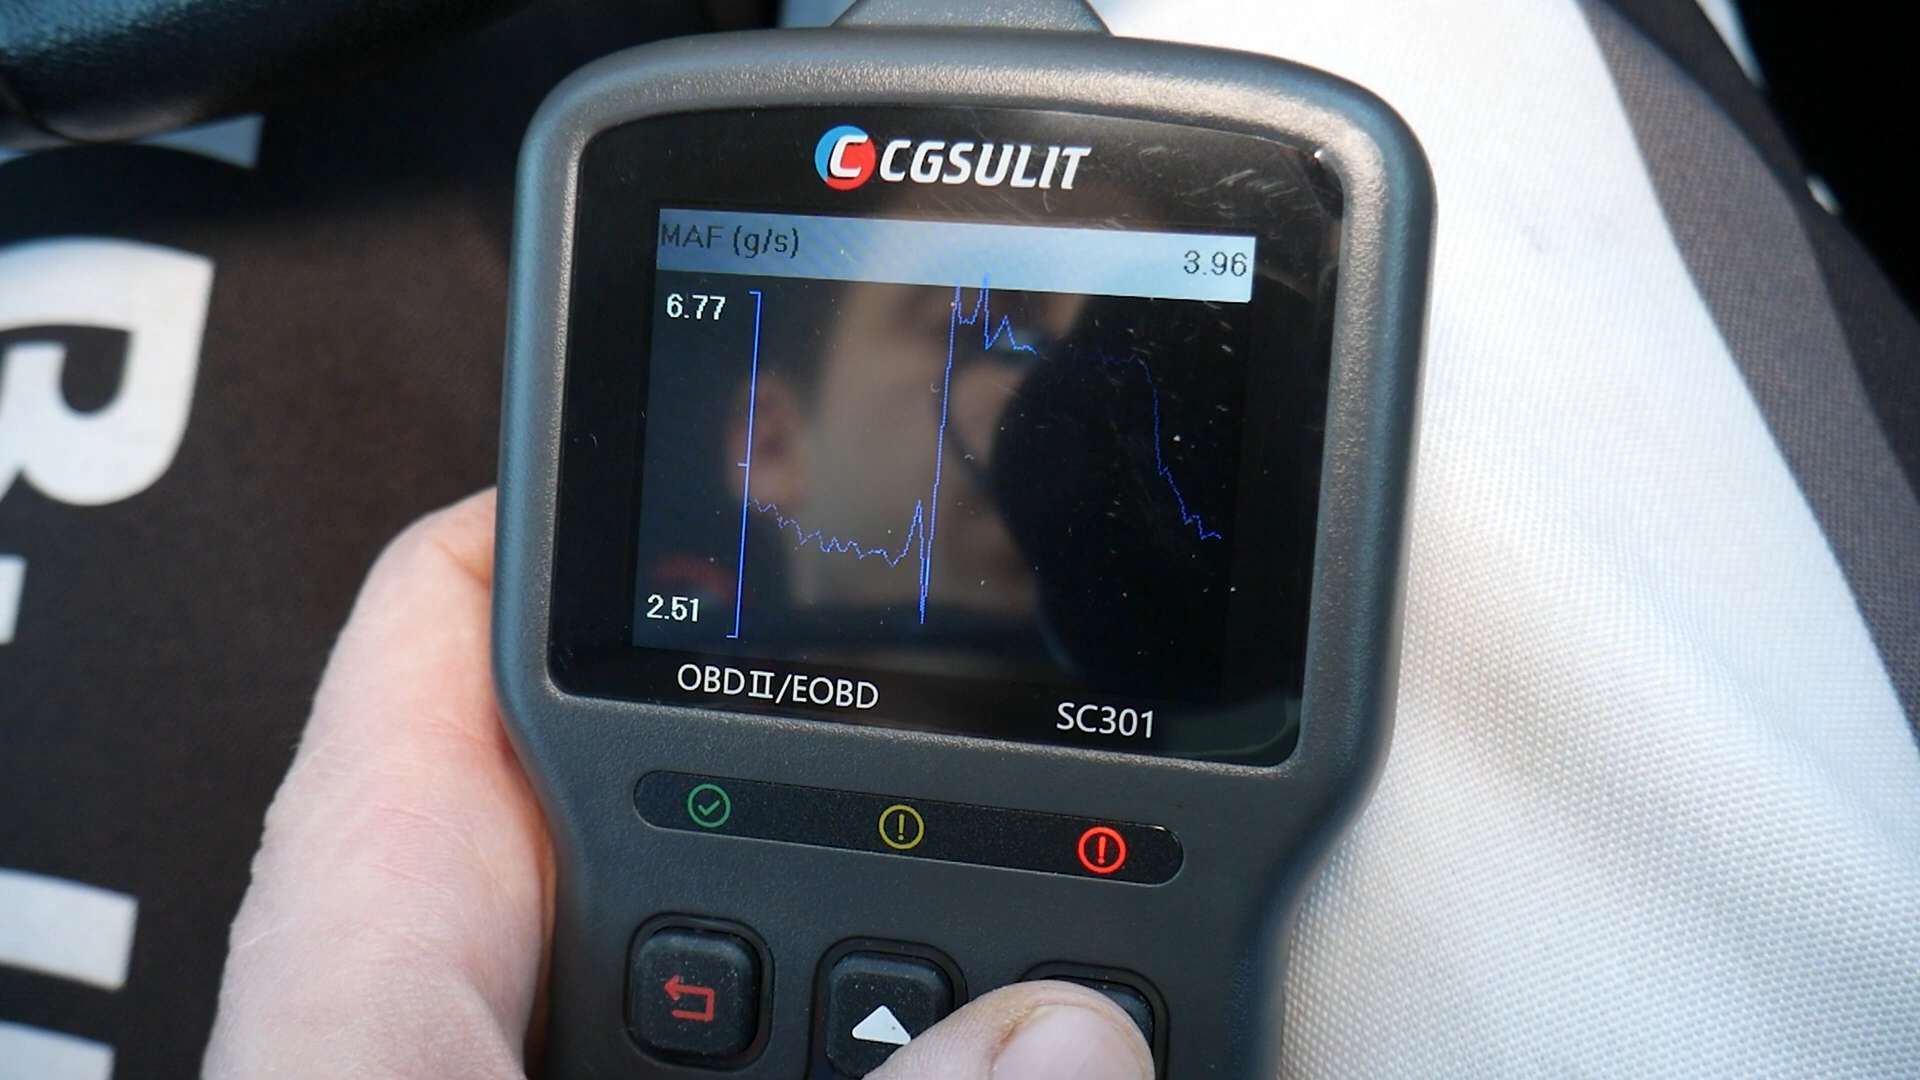 CGSULIT
MAF (g/s) 3.96
6.77
2.51
OBDII/EOBD SC301